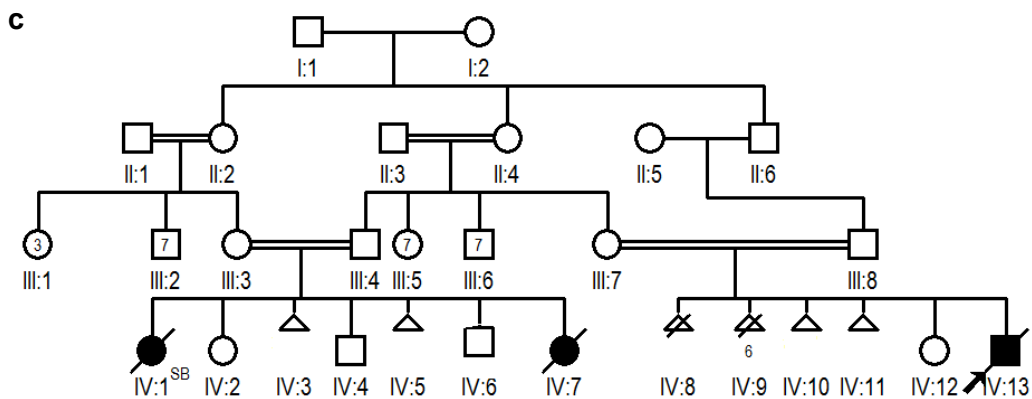 c
I:1 I:2
II:1 II:2 II:3 II:4 II:5 II:6
3 7 7 7
III:1 III:2 III:3 III:4 III:5 III:6 III:7 III:8
6
IV:1 SB IV:2 IV:3 IV:4 IV:5 IV:6 IV:7 IV:8 IV:9 IV:10 IV:11 IV:12 IV:13